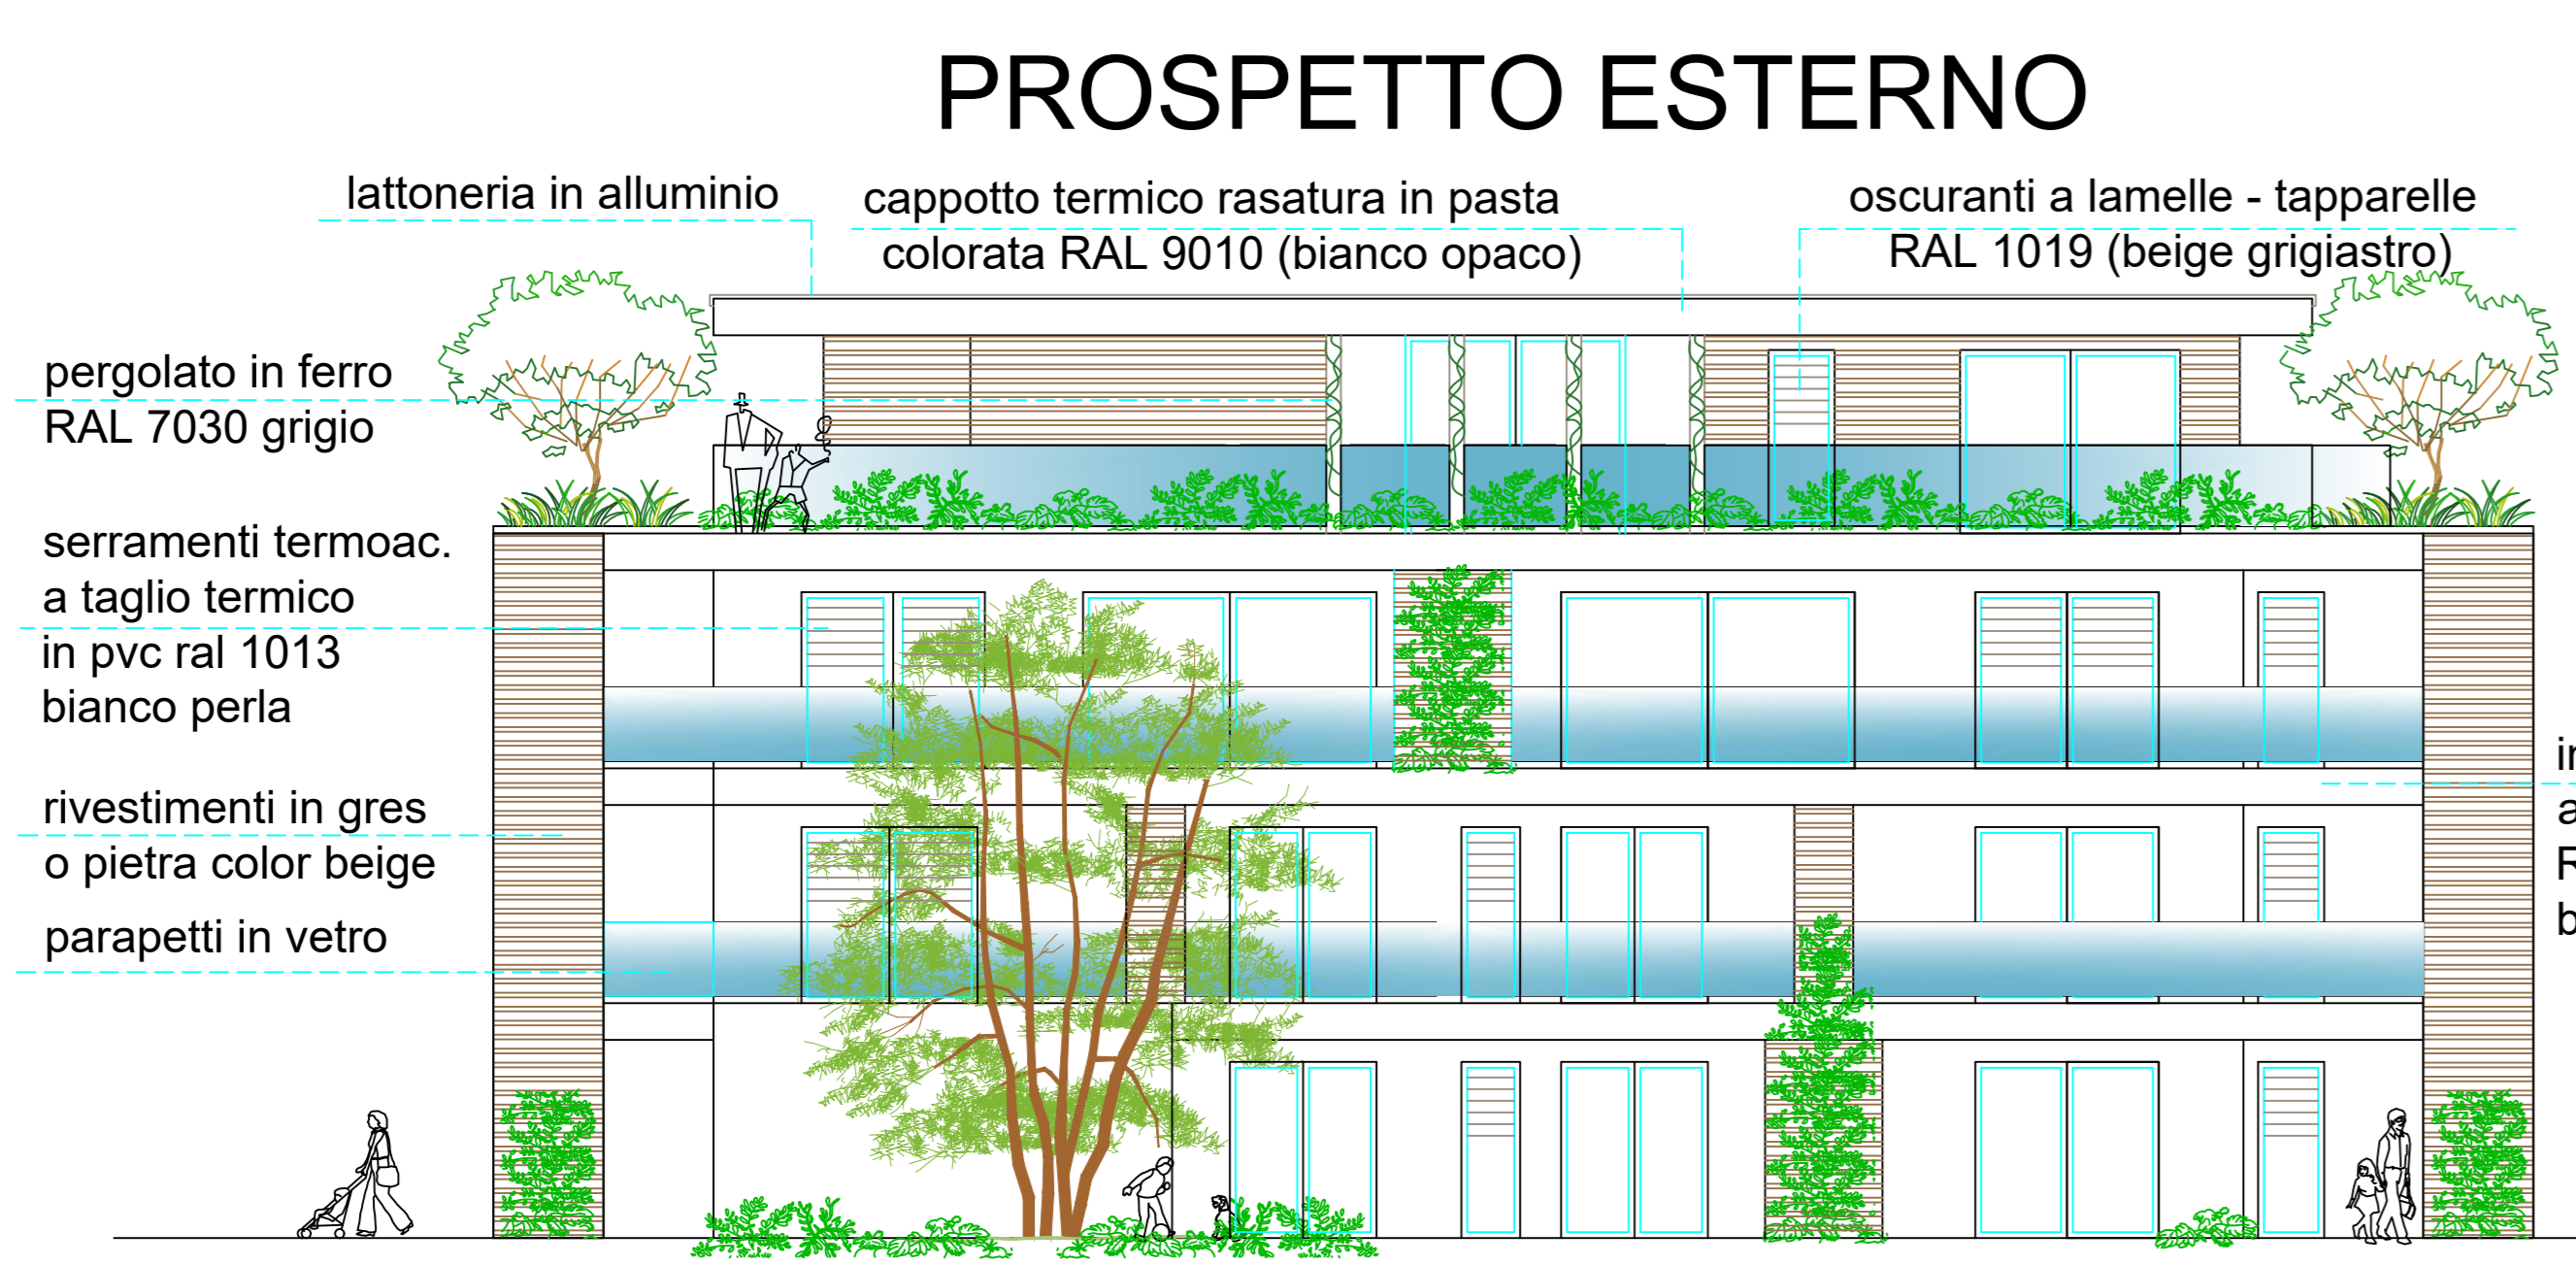 PROSPETTO ESTERNO
lattoneria in alluminio
cappotto termico rasatura in pasta
colorata RAL 9010 (bianco opaco)
oscuranti a lamelle - tapparelle
RAL 1019 (beige grigiastro)
pergolato in ferro
RAL 7030 grigio
serramenti termoac.
a taglio termico
in pvc ral 1013
bianco perla
rivestimenti in gres
o pietra color beige
parapetti in vetro